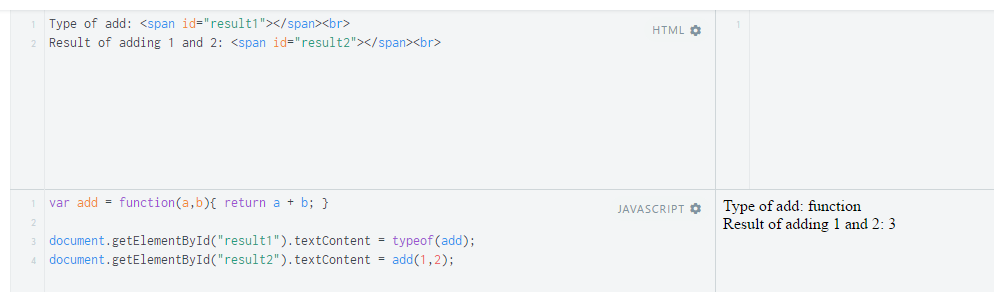 1 Type of add: <span id="result1"></span><br>
2 Result of adding 1 and 2: <span id="result2"></span><br>
HTML
1
1 var add = function(a,b){ return a + b; }
2
3 document.getElementById("result1").textContent = typeof(add);
4 document.getElementById("result2").textContent = add(1,2);
JAVASCRIPT
Type of add: function
Result of adding 1 and 2: 3